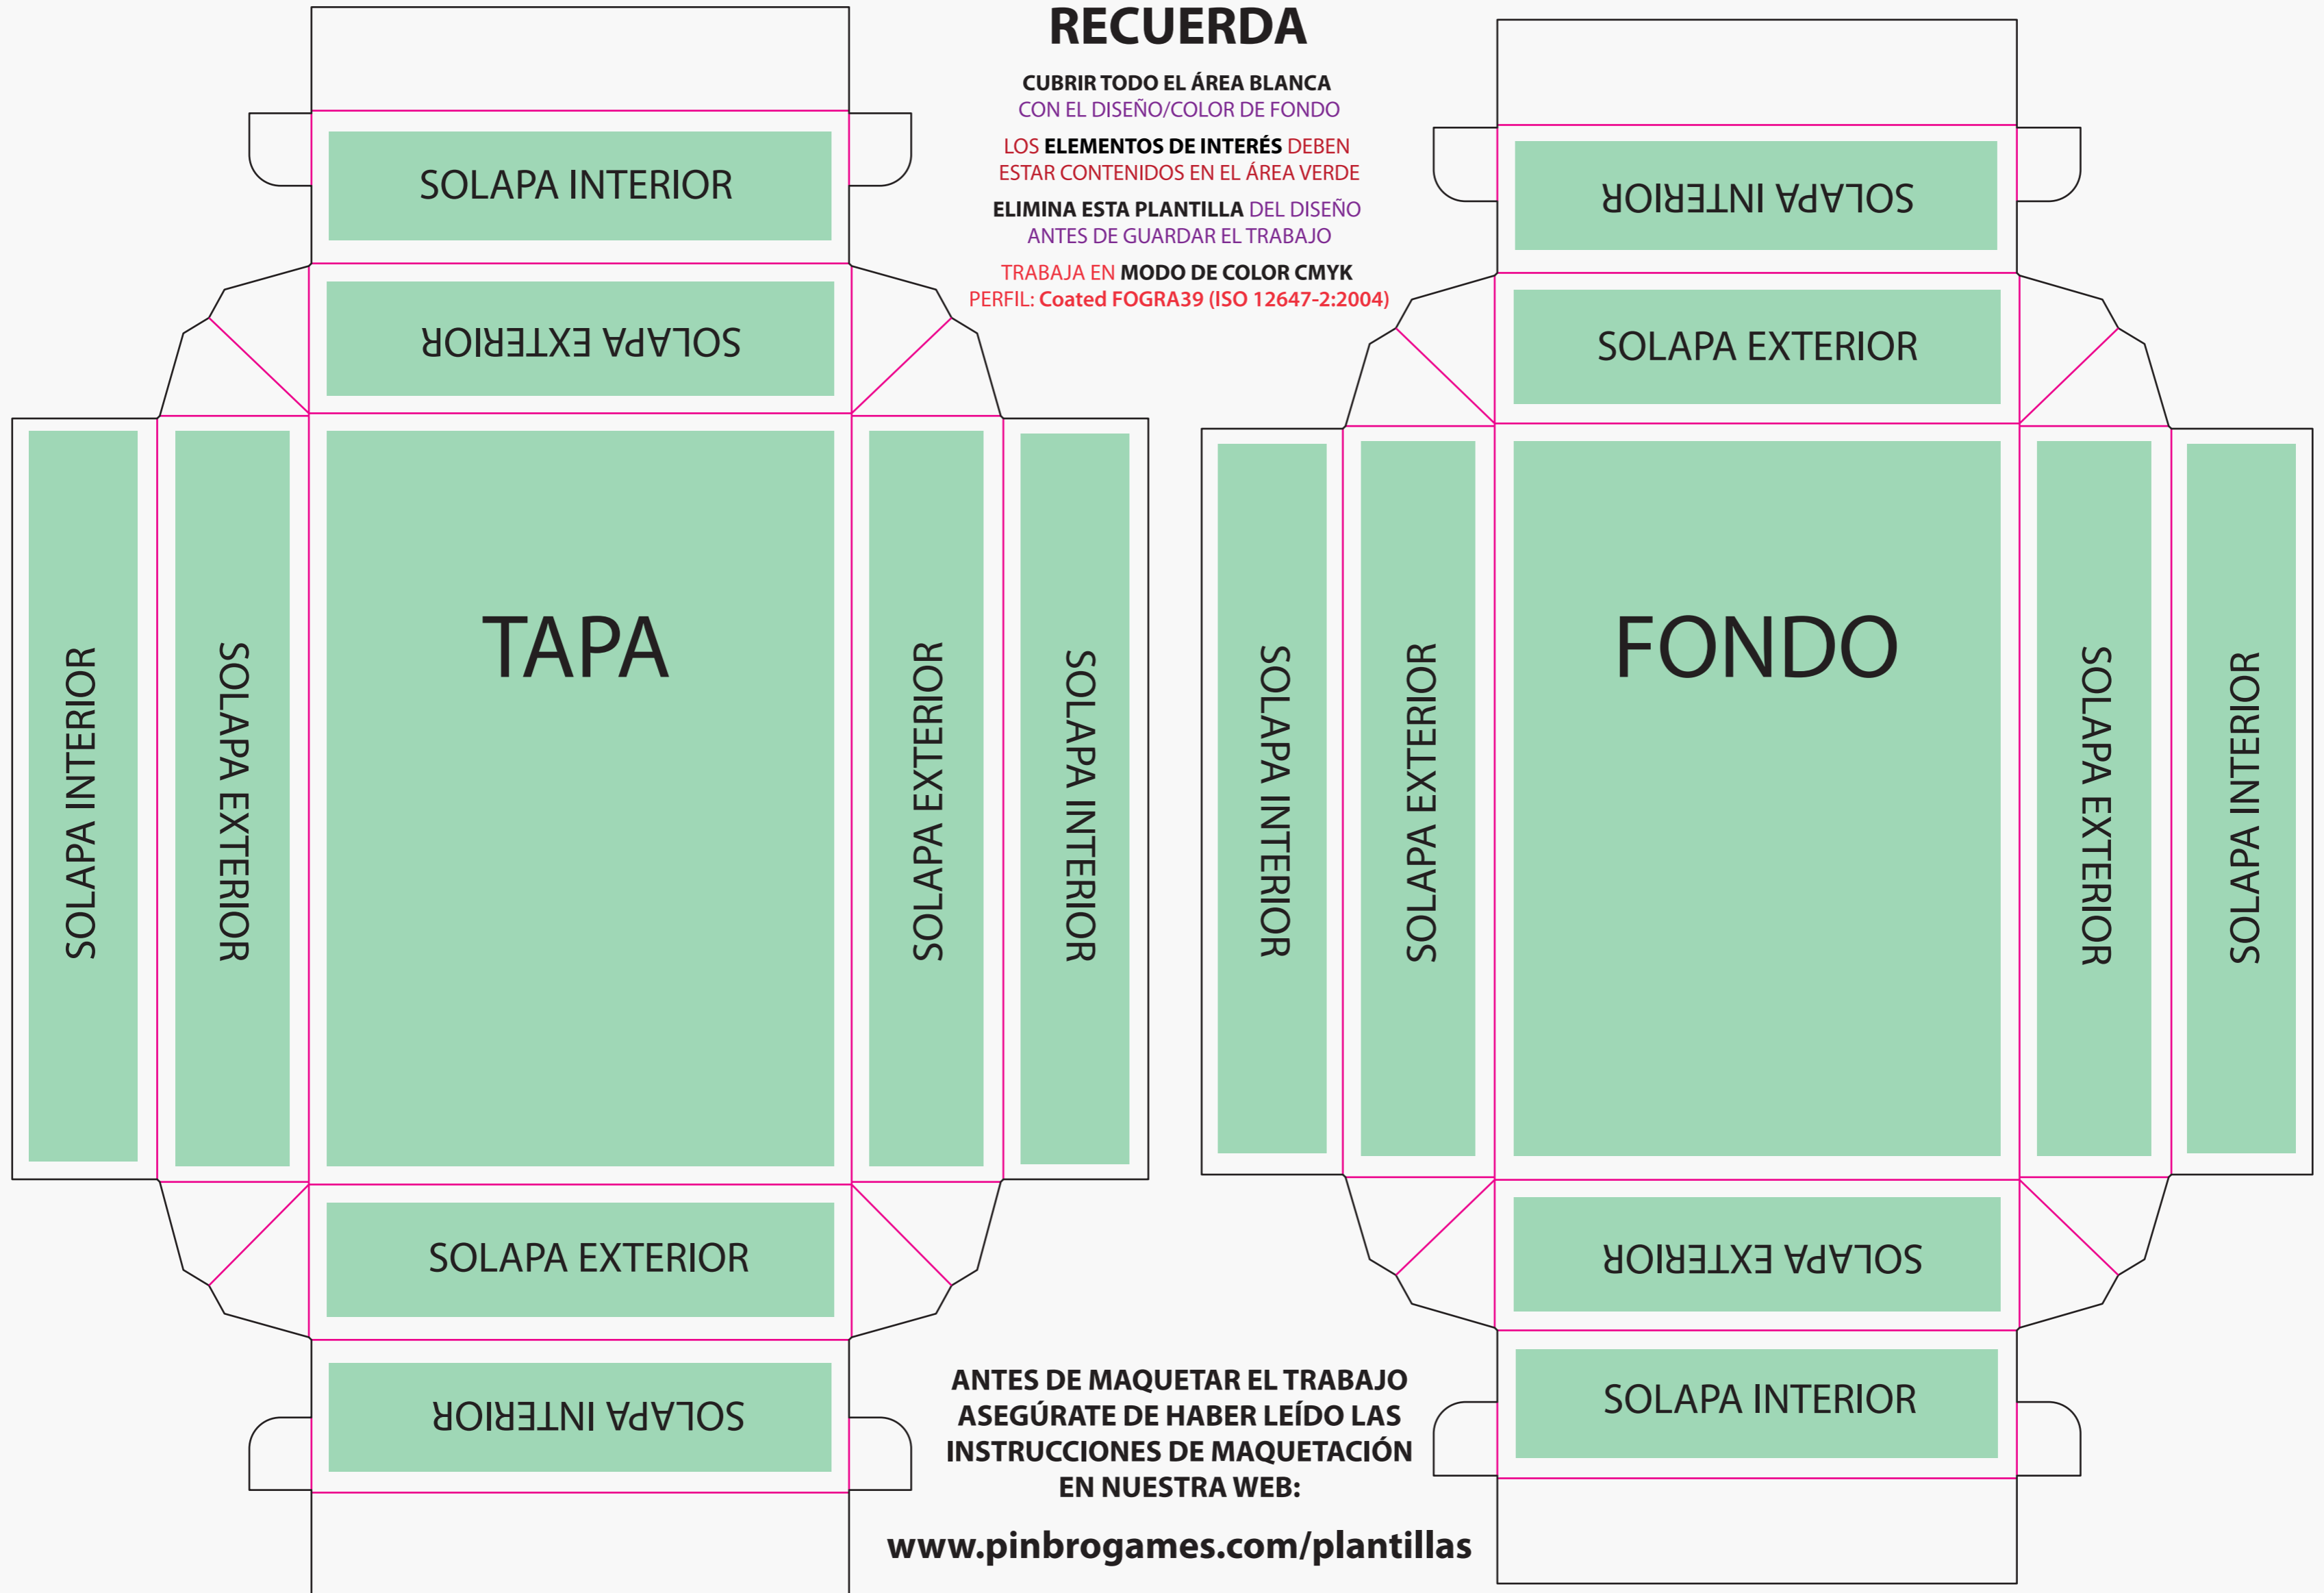 RECUERDA
CUBRIR TODO EL ÁREA BLANCA
CON EL DISEÑO/COLOR DE FONDO
LOS ELEMENTOS DE INTERÉS DEBEN
ESTAR CONTENIDOS EN EL ÁREA VERDE
ELIMINA ESTA PLANTILLA DEL DISEÑO
ANTES DE GUARDAR EL TRABAJO
TRABAJA EN MODO DE COLOR CMYK
PERFIL: Coated FOGRA39 (ISO 12647-2:2004)
SOLAPA INTERIOR
SOLAPA EXTERIOR
SOLAPA INTERIOR
SOLAPA EXTERIOR
TAPA
SOLAPA EXTERIOR
SOLAPA INTERIOR
SOLAPA EXTERIOR
SOLAPA INTERIOR
SOLAPA INTERIOR
SOLAPA EXTERIOR
SOLAPA INTERIOR
SOLAPA EXTERIOR
FONDO
SOLAPA EXTERIOR
SOLAPA INTERIOR
SOLAPA EXTERIOR
SOLAPA INTERIOR
ANTES DE MAQUETAR EL TRABAJO
ASEGÚRATE DE HABER LEÍDO LAS
INSTRUCCIONES DE MAQUETACIÓN
EN NUESTRA WEB:
www.pinbrogames.com/plantillas